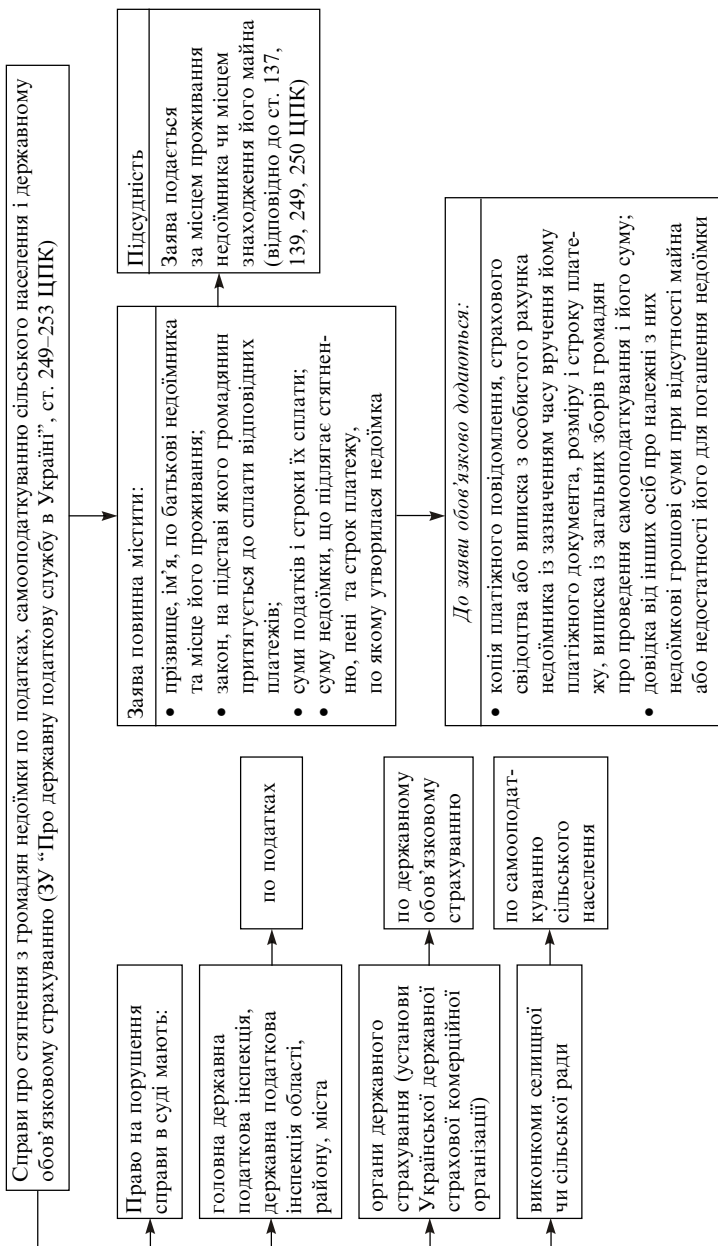 Справи про стягнення з громадян недоїмки по податках, самооподаткуванню сільського населення і державному
обов’язковому страхуванню (ЗУ “Про державну податкову службу в Україні”, ст. 249–253 ЦПК)
Право на порушення
справи в суді мають:
головна державна
податкова інспекція,
державна податкова
інспекція області,
району, міста
по податках
органи державного
страхування (установи
Української державної
страхової комерційної
організації)
по державному
обов’язковому
страхуванню
виконкоми селищної
чи сільської ради
по самооподат-
куванню
сільського
населення
Заява повинна містити:
• прізвище, ім’я, по батькові недоїмника
та місце його проживання;
• закон, на підставі якого громадянин
притягується до сплати відповідних
платежів;
• суми податків і строки їх сплати;
• суму недоїмки, що підлягає стягнен-
ню, пені та строк платежу,
по якому утворилася недоїмка
Підсудність
Заява подається
за місцем проживання
недоїмника чи місцем
знаходження його майна
(відповідно до ст. 137,
139, 249, 250 ЦПК)
До заяви обов’язково додаються:
• копія платіжного повідомлення, страхового
свідоцтва або виписка з особистого рахунка
недоїмника із зазначенням часу вручення йому
платіжного документа, розміру і строку плате-
жу, виписка із загальних зборів громадян
про проведення самооподаткування і його суму;
• довідка від інших осіб про належні з них
недоїмкові грошові суми при відсутності майна
або недостатності його для погашення недоїмки